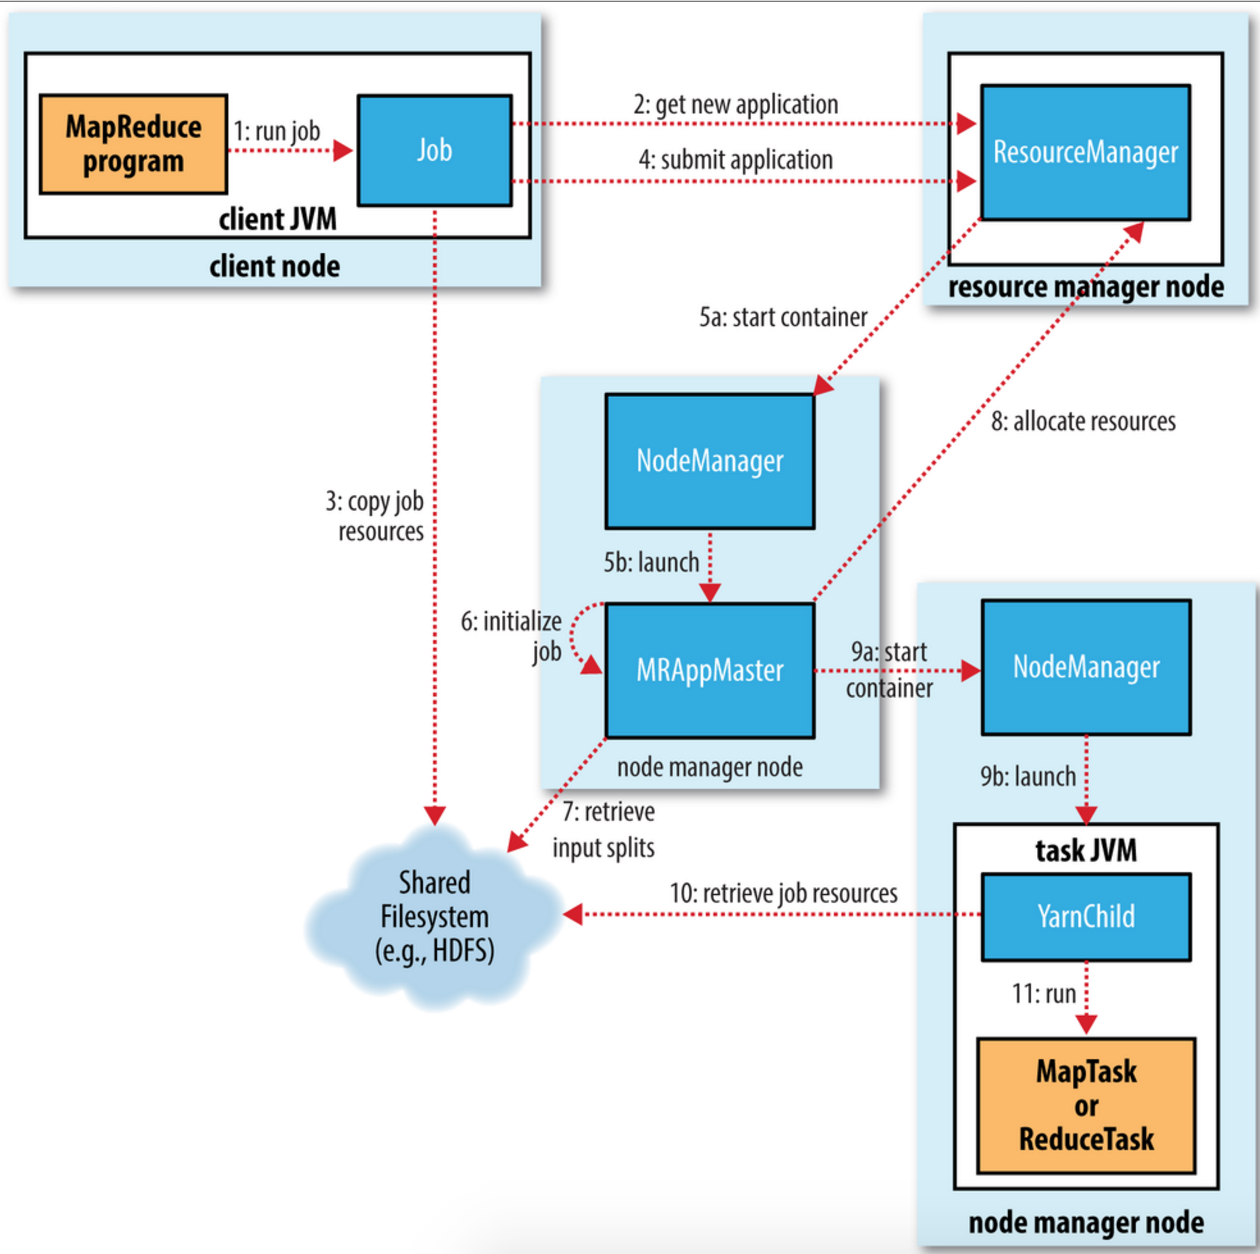 MapReduce
program
1: run job
Job
client JVM
client node
2: get new application
4: submit application
ResourceManager
resource manager node
5a: start container
8: allocate resources
3: copy job
resources
NodeManager
5b: launch
6: initialize
job
MRAppMaster
node manager node
9a: start
container
NodeManager
9b: launch
7: retrieve
input splits
task JVM
Shared
Filesystem
(e.g., HDFS)
10: retrieve job resources
YarnChild
11: run
MapTask
or
ReduceTask
node manager node